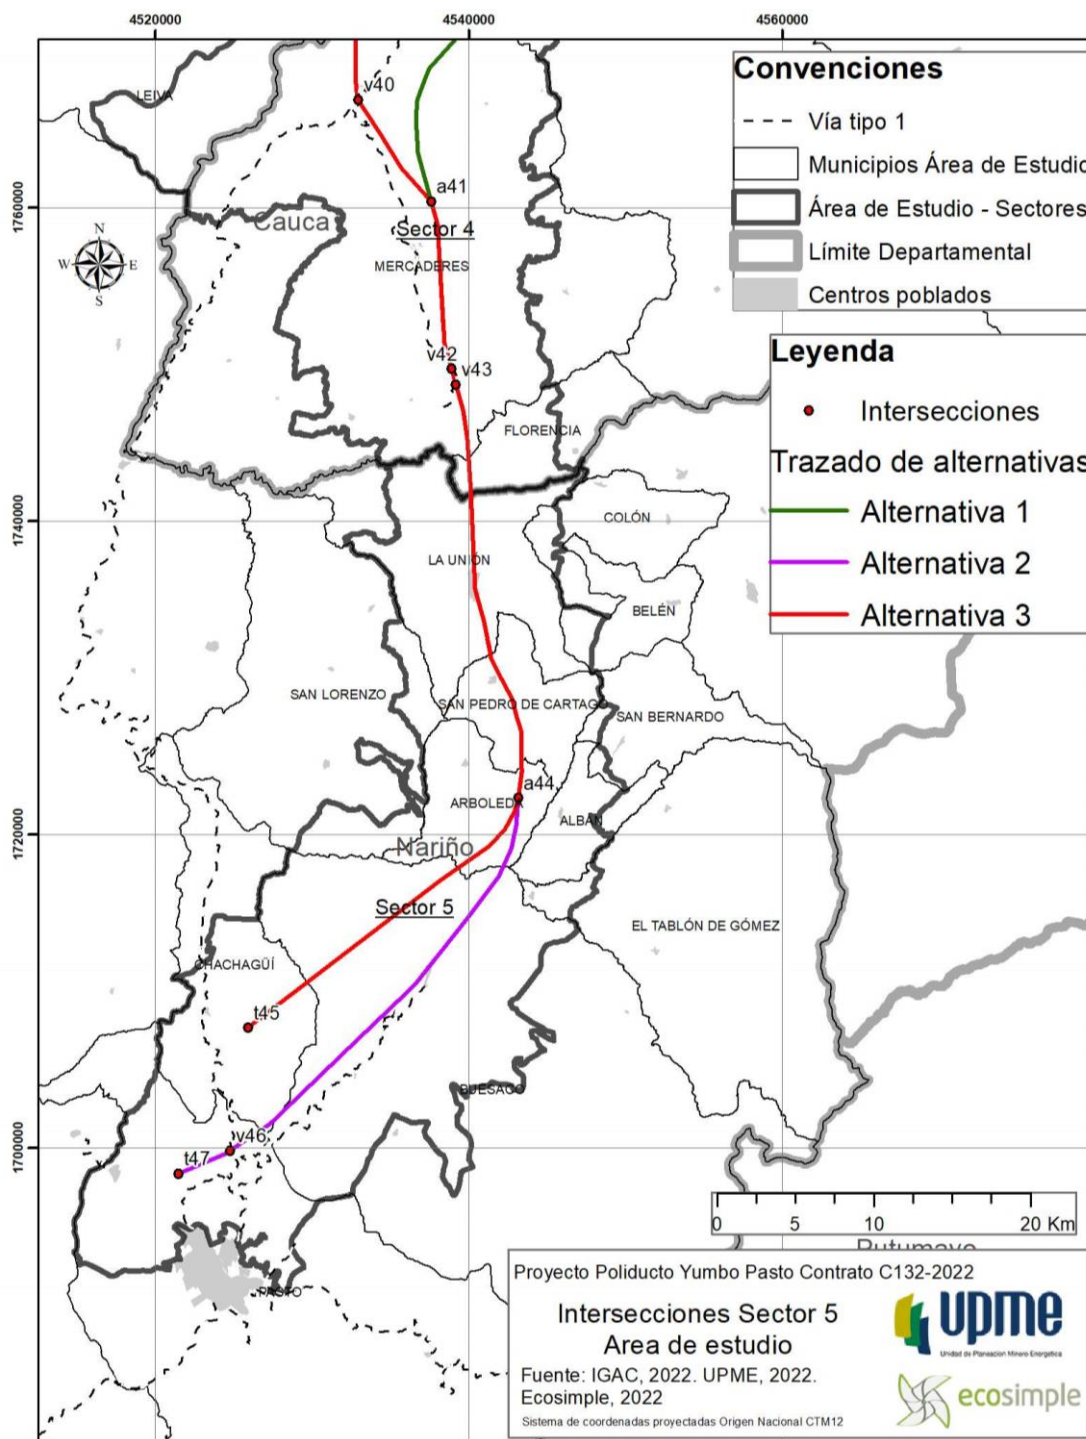 4520000
4540000
4560000
Convenciones
Vía tipo 1
Municipios Área de Estudio
Área de Estudio - Sectores
Límite Departamental
Centros poblados
Leyenda
Intersecciones
Trazado de alternativas
Alternativa 1
Alternativa 2
Alternativa 3
1760000
1740000
1720000
1700000
N
W
E
S
LEIVA
v40
a41
Cauca
Sector 4
MERCADERES
v42
v43
FLORENCIA
COLÓN
LA UNIÓN
BELÉN
SAN LORENZO
SAN PEDRO DE CARTAGO
SAN BERNARDO
a44
ARBOLEDA
ALBÁN
Nariño
Sector 5
EL TABLÓN DE GÓMEZ
CHACHAGÜÍ
t45
BUESACO
v46
t47
PASTO
0 5 10 20 Km
Putumayo
Proyecto Poliducto Yumbo Pasto Contrato C132-2022
Intersecciones Sector 5
Area de estudio
Fuente: IGAC, 2022. UPME, 2022.
Ecosimple, 2022
Sistema de coordenadas proyectadas Origen Nacional CTM12
upme
Unidad de Planeación Minero Energética
ecosimple